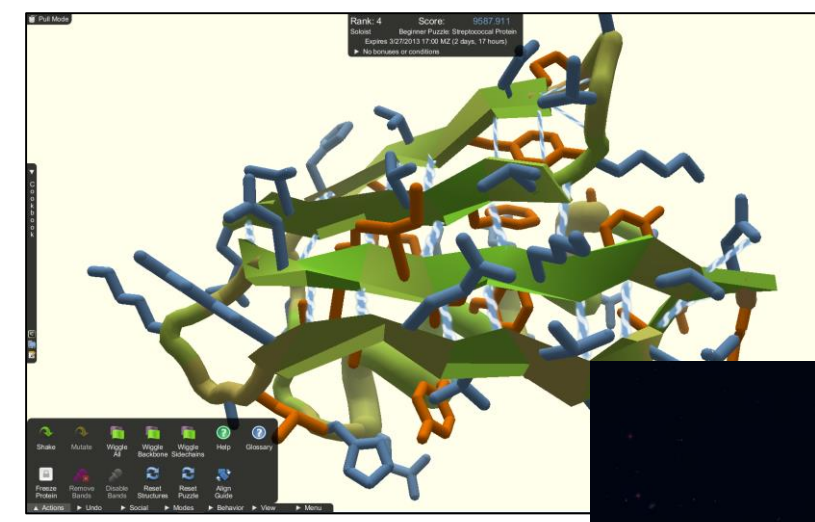 Pull Mode
Rank: 4 Score: 9587.911
Soloist Beginner Puzzle: Streptococcal Protein
Expires 3/27/2013 17:00 MZ (2 days, 17 hours)
▶ No bonuses or conditions
Cookbook
Shake Mutate Wiggle All Wiggle Backbone Wiggle Sidechains Help Glossary
Freeze Protein Remove Bands Disable Bands Reset Structures Reset Puzzle Align Guide
▲ Actions ▶ Undo ▶ Social ▶ Modes ▶ Behavior ▶ View ▶ Menu